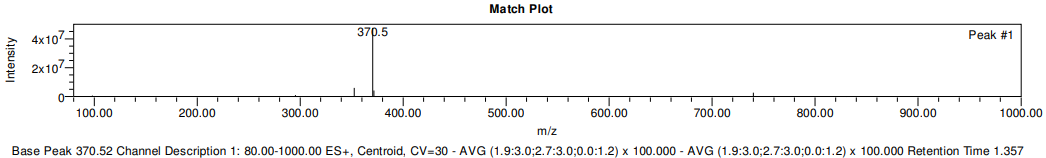 Match Plot
370.5
Peak #1
Intensity
4x10⁷
2x10⁷
0
100.00 200.00 300.00 400.00 500.00 600.00 700.00 800.00 900.00 1000.00
m/z
Base Peak 370.52 Channel Description 1: 80.00-1000.00 ES+, Centroid, CV=30 - AVG (1.9:3.0;2.7:3.0;0.0:1.2) x 100.000 - AVG (1.9:3.0;2.7:3.0;0.0:1.2) x 100.000 Retention Time 1.357